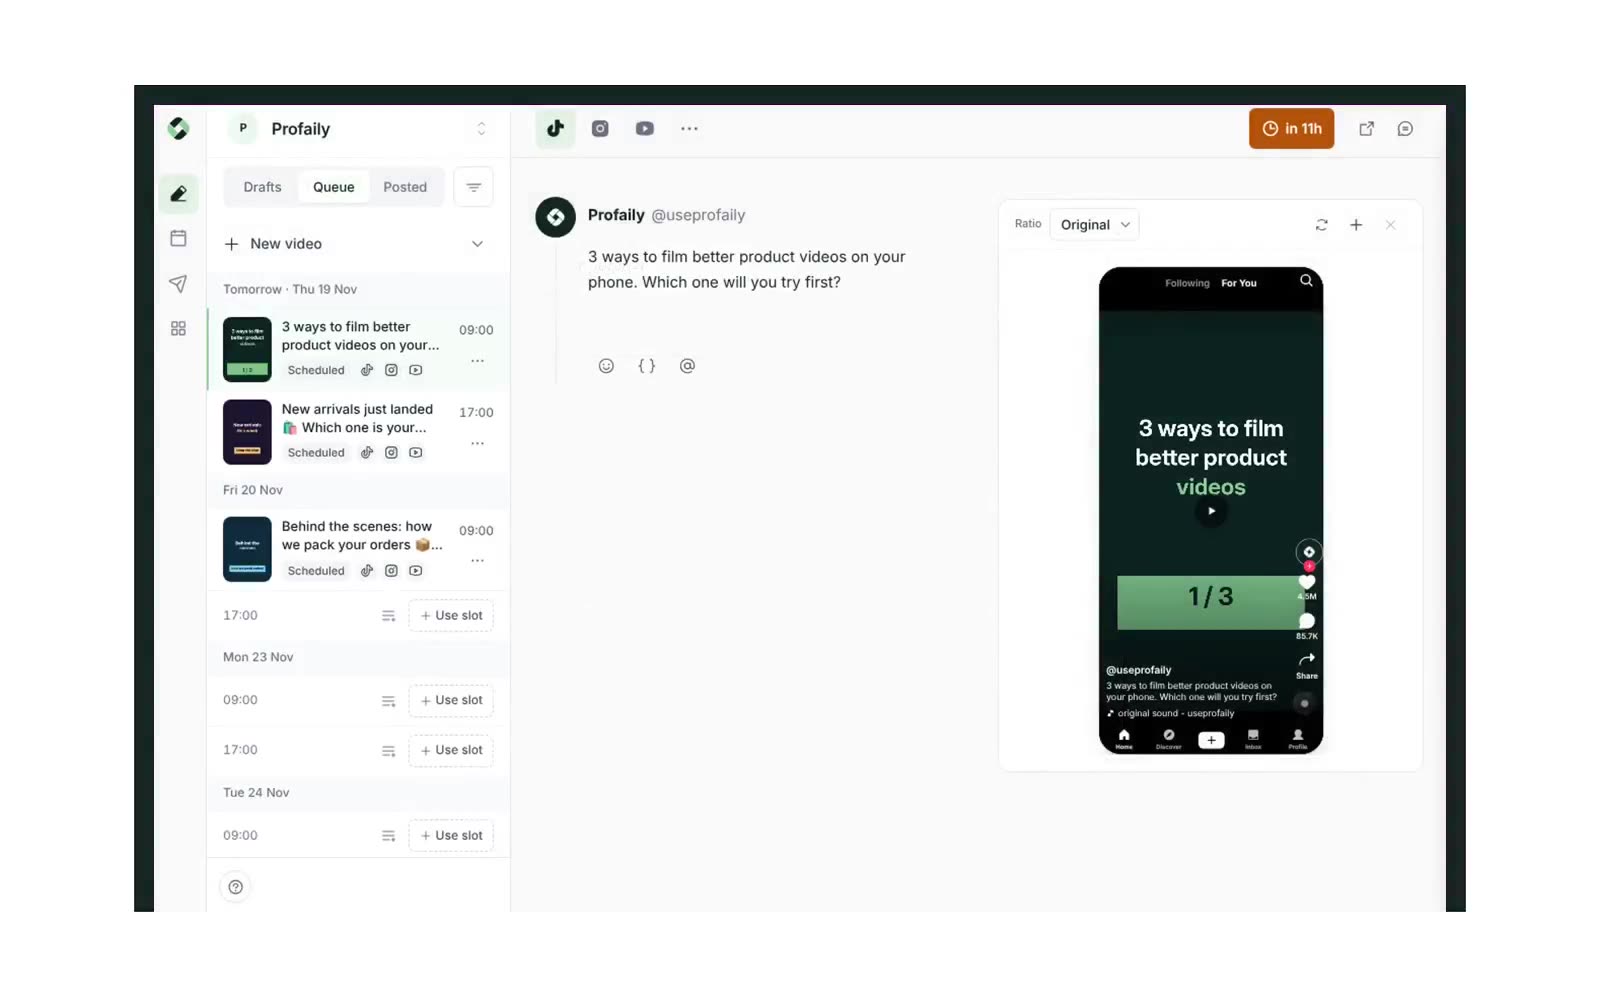 P
Profaily
in 11h
Drafts
Queue
Posted
New video
Tomorrow · Thu 19 Nov
3 ways to film better
product videos on your...
09:00
Scheduled
New arrivals just landed
🛍️ Which one is your...
17:00
Scheduled
Fri 20 Nov
Behind the scenes: how
we pack your orders 📦...
09:00
Scheduled
17:00
+ Use slot
Mon 23 Nov
09:00
+ Use slot
17:00
+ Use slot
Tue 24 Nov
09:00
+ Use slot
Profaily @useprofaily
3 ways to film better product videos on your
phone. Which one will you try first?
Ratio
Original
Following
For You
3 ways to film
better product
videos
1 / 3
4.5M
85.7K
Share
@useprofaily
3 ways to film better product videos on
your phone. Which one will you try first?
original sound - useprofaily
Home
Discover
Inbox
Profile